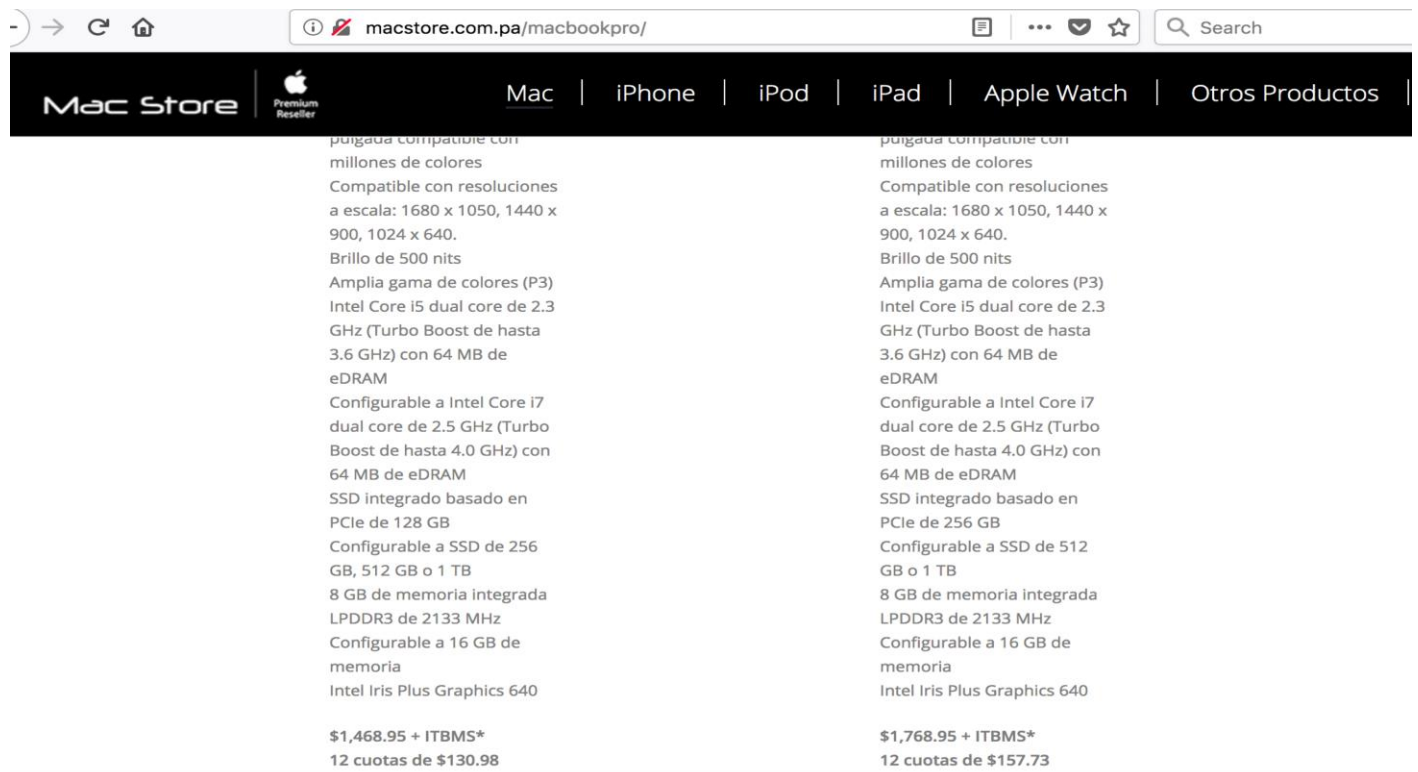 macstore.com.pa/macbookpro/
Search
Mac Store
Premium
Reseller
Mac | iPhone | iPod | iPad | Apple Watch | Otros Productos |
pulgada compatible con
millones de colores
Compatible con resoluciones
a escala: 1680 x 1050, 1440 x
900, 1024 x 640.
Brillo de 500 nits
Amplia gama de colores (P3)
Intel Core i5 dual core de 2.3
GHz (Turbo Boost de hasta
3.6 GHz) con 64 MB de
eDRAM
Configurable a Intel Core i7
dual core de 2.5 GHz (Turbo
Boost de hasta 4.0 GHz) con
64 MB de eDRAM
SSD integrado basado en
PCIe de 128 GB
Configurable a SSD de 256
GB, 512 GB o 1 TB
8 GB de memoria integrada
LPDDR3 de 2133 MHz
Configurable a 16 GB de
memoria
Intel Iris Plus Graphics 640
$1,468.95 + ITBMS*
12 cuotas de $130.98
pulgada compatible con
millones de colores
Compatible con resoluciones
a escala: 1680 x 1050, 1440 x
900, 1024 x 640.
Brillo de 500 nits
Amplia gama de colores (P3)
Intel Core i5 dual core de 2.3
GHz (Turbo Boost de hasta
3.6 GHz) con 64 MB de
eDRAM
Configurable a Intel Core i7
dual core de 2.5 GHz (Turbo
Boost de hasta 4.0 GHz) con
64 MB de eDRAM
SSD integrado basado en
PCIe de 256 GB
Configurable a SSD de 512
GB o 1 TB
8 GB de memoria integrada
LPDDR3 de 2133 MHz
Configurable a 16 GB de
memoria
Intel Iris Plus Graphics 640
$1,768.95 + ITBMS*
12 cuotas de $157.73